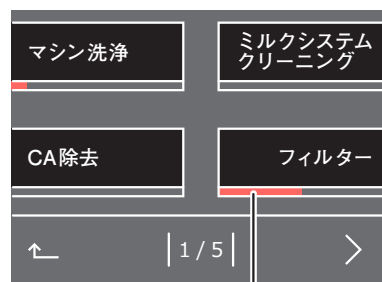 マシン洗浄
ミルクシステム
クリーニング
CA除去
フィルター
1/5